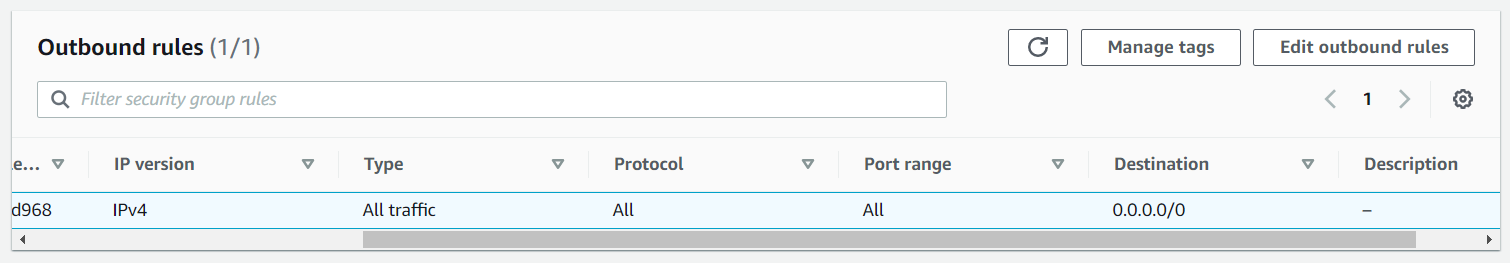 Outbound rules (1/1)
Manage tags
Edit outbound rules
Filter security group rules
1
le... IP version Type Protocol Port range Destination Description
d968 IPv4 All traffic All All 0.0.0.0/0 –